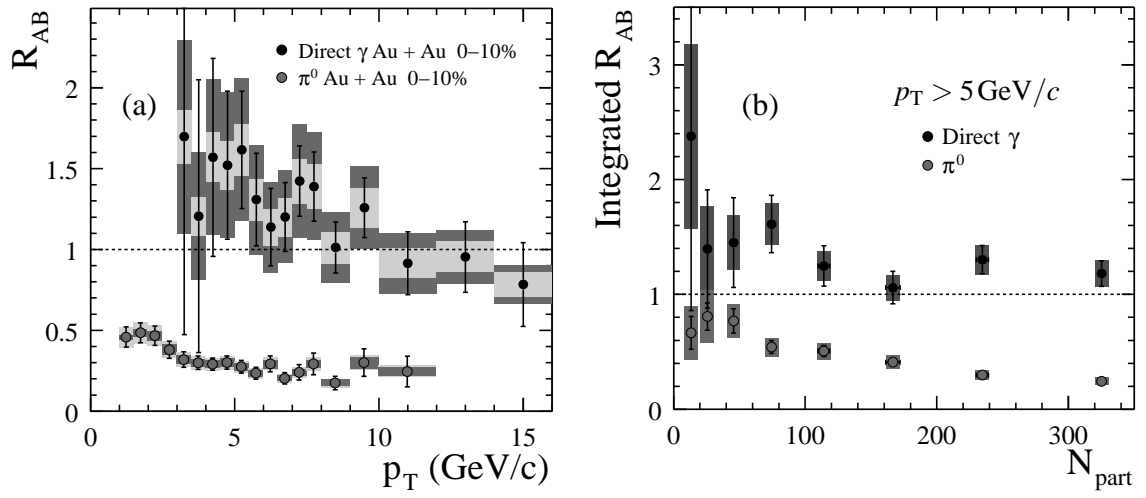 R_AB
2
1.5
1
0.5
0
(a)
Direct γ Au + Au 0–10%
π⁰ Au + Au 0–10%
0
5
10
15
p_T (GeV/c)
Integrated R_AB
3
2
1
0
(b)
p_T > 5 GeV/c
Direct γ
π⁰
0
100
200
300
N_part